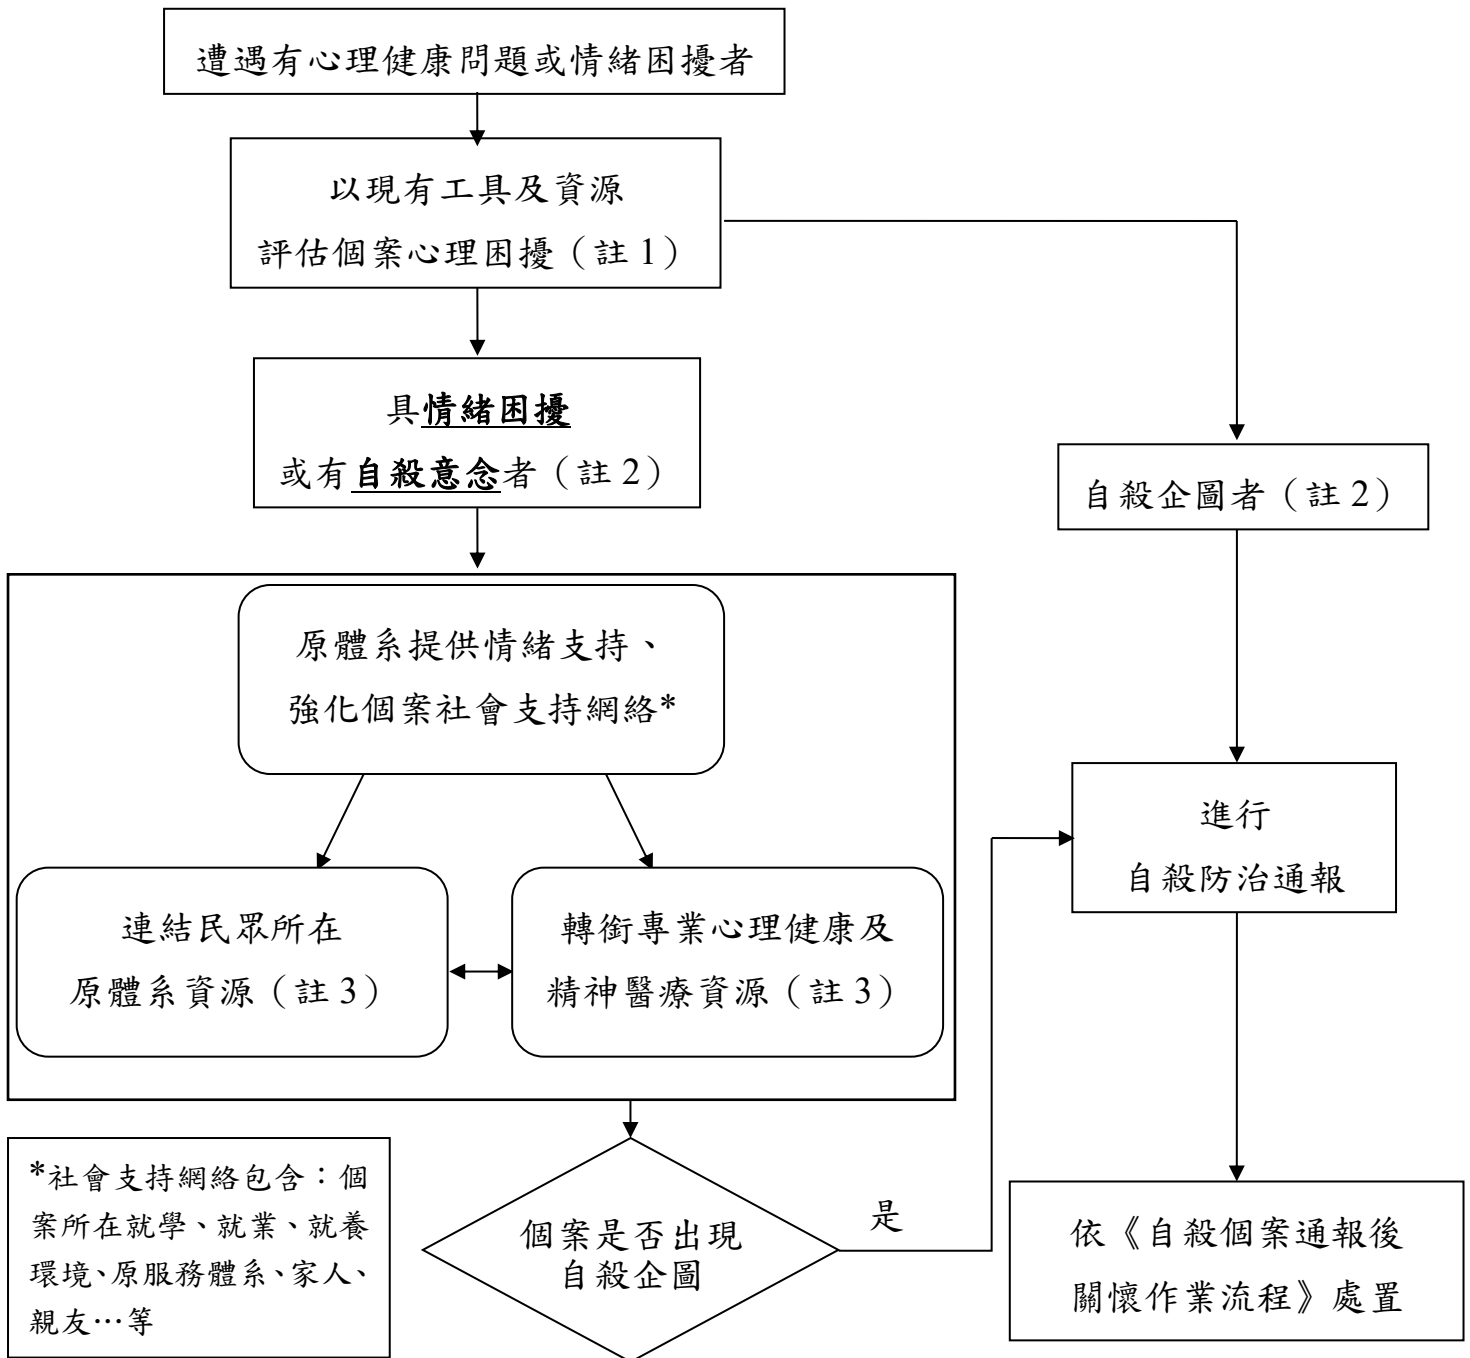 遭遇有心理健康問題或情緒困擾者
以現有工具及資源
評估個案心理困擾（註1）
具情緒困擾
或有自殺意念者（註2）
自殺企圖者（註2）
原體系提供情緒支持、
強化個案社會支持網絡*
連結民眾所在
原體系資源（註3）
轉銜專業心理健康及
精神醫療資源（註3）
進行
自殺防治通報
*社會支持網絡包含：個
案所在就學、就業、就養
環境、原服務體系、家人、
親友…等
個案是否出現
自殺企圖
是
依《自殺個案通報後
關懷作業流程》處置